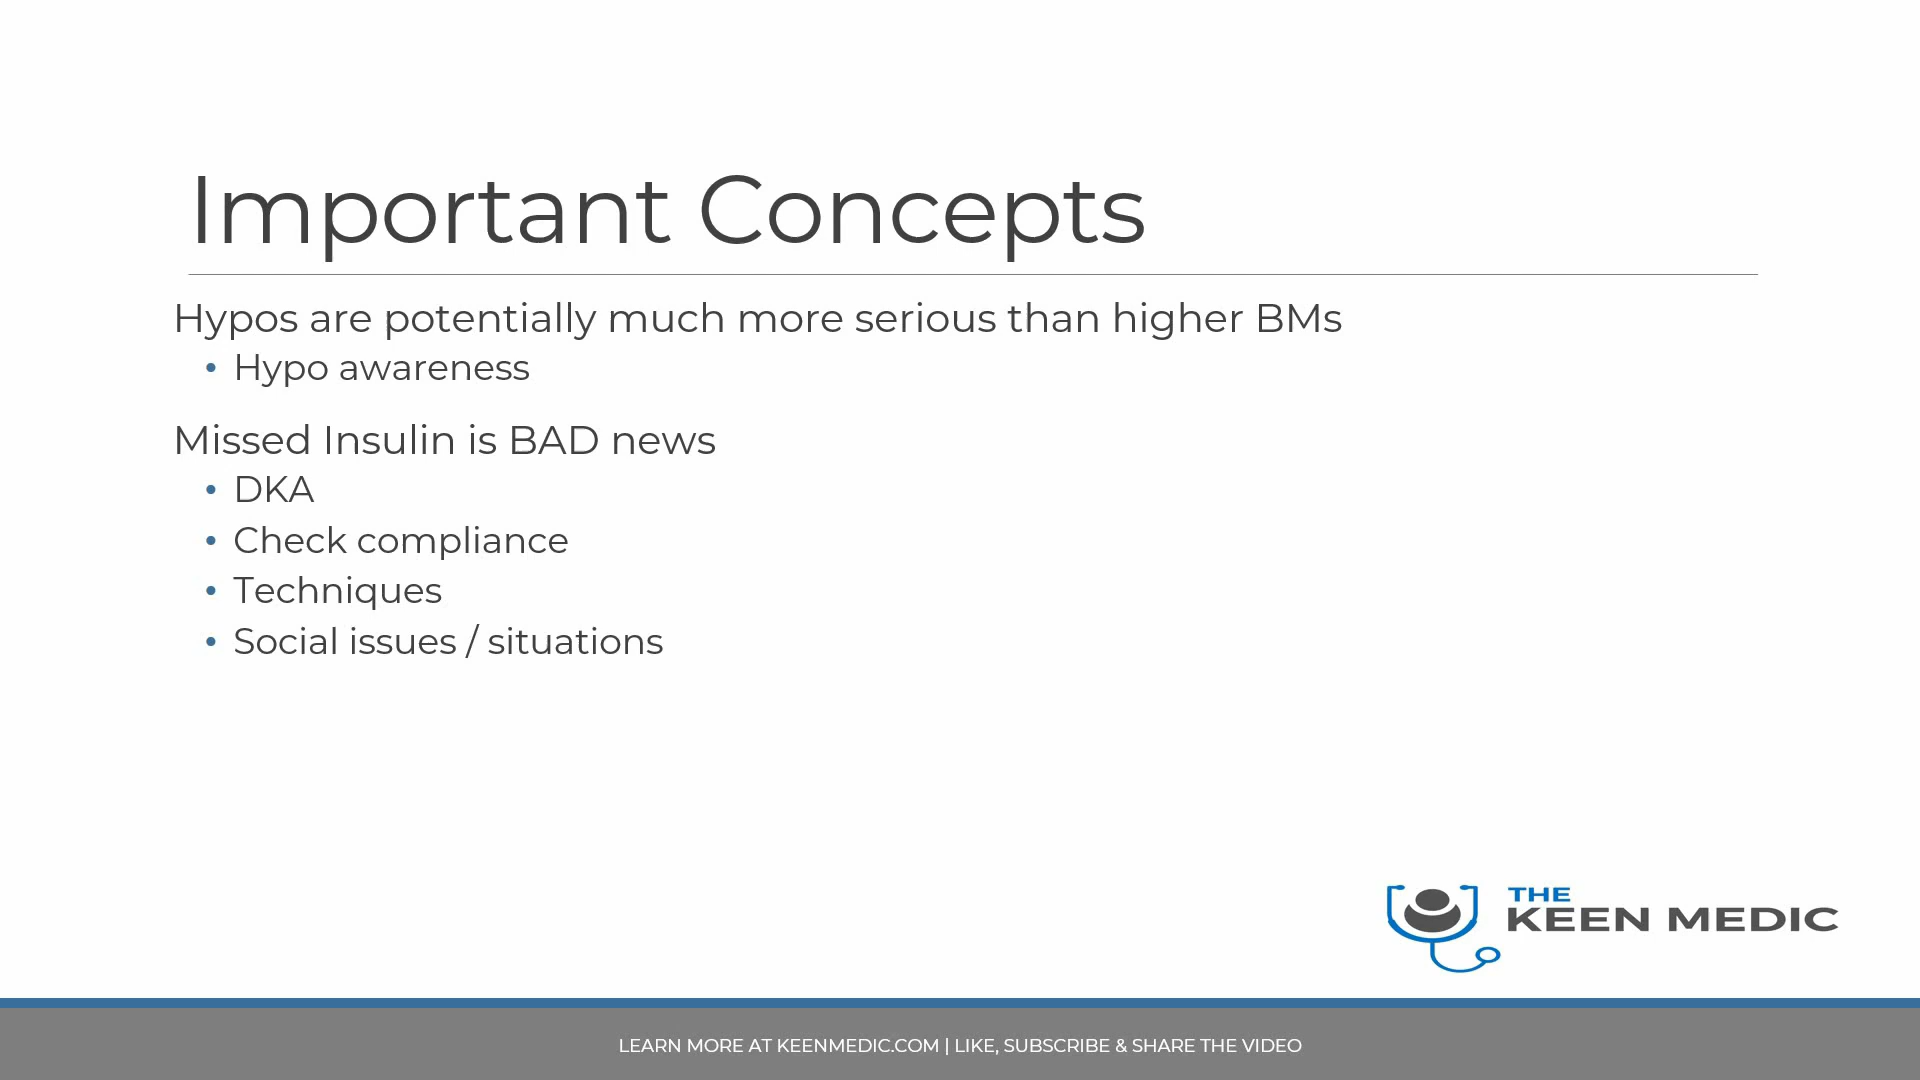 Important Concepts
Hypos are potentially much more serious than higher BMs
• Hypo awareness
Missed Insulin is BAD news
• DKA
• Check compliance
• Techniques
• Social issues / situations
THE
KEEN MEDIC
LEARN MORE AT KEENMEDIC.COM | LIKE, SUBSCRIBE & SHARE THE VIDEO